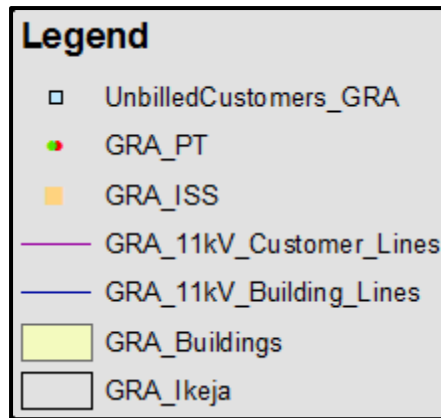 Legend
UnbilledCustomers_GRA
GRA_PT
GRA_ISS
GRA_11kV_Customer_Lines
GRA_11kV_Building_Lines
GRA_Buildings
GRA_Ikeja